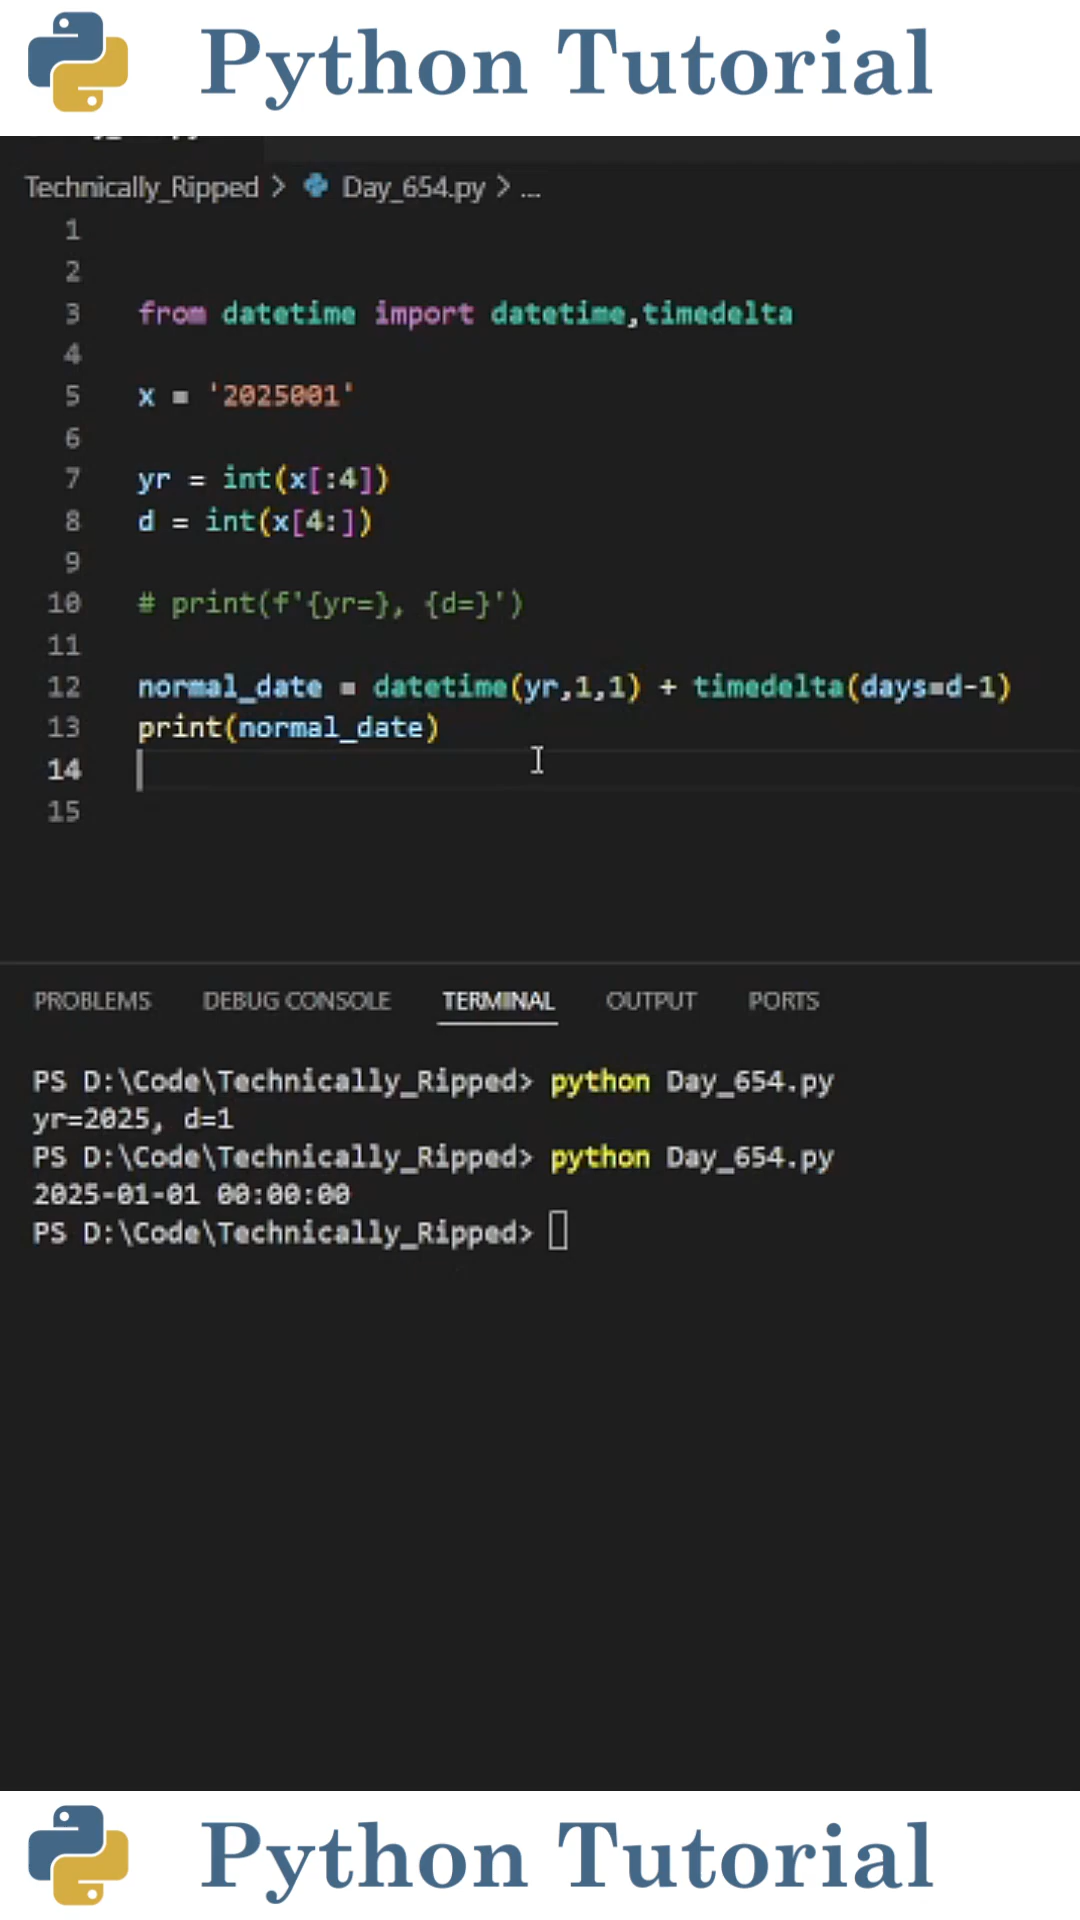 Python Tutorial
Technically_Ripped > Day_654.py > ...
1
2
3 from datetime import datetime,timedelta
4
5 x = '2025001'
6
7 yr = int(x[:4])
8 d = int(x[4:])
9
10 # print(f'{yr=}, {d=}')
11
12 normal_date = datetime(yr,1,1) + timedelta(days=d-1)
13 print(normal_date)
14
15
PROBLEMS DEBUG CONSOLE TERMINAL OUTPUT PORTS
PS D:\Code\Technically_Ripped> python Day_654.py
yr=2025, d=1
PS D:\Code\Technically_Ripped> python Day_654.py
2025-01-01 00:00:00
PS D:\Code\Technically_Ripped>
Python Tutorial